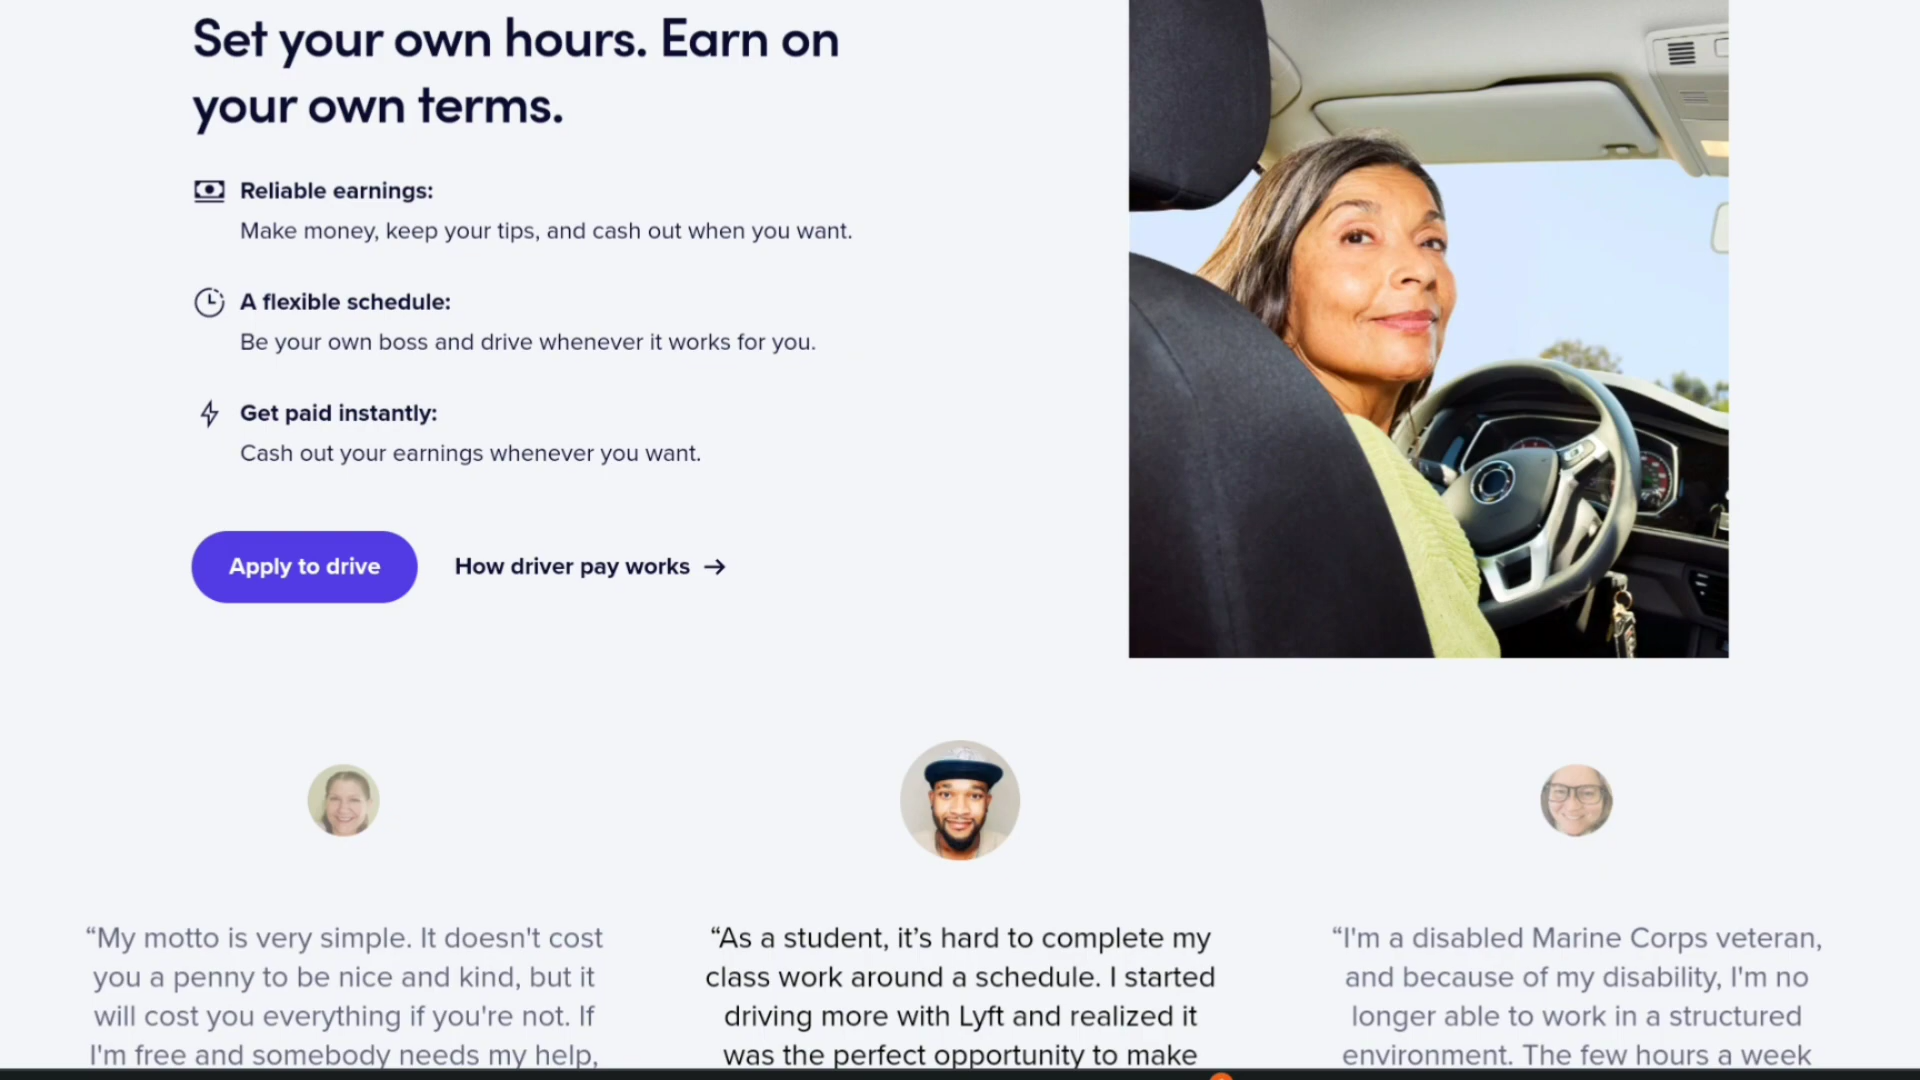 Set your own hours. Earn on
your own terms.
Reliable earnings:
Make money, keep your tips, and cash out when you want.
A flexible schedule:
Be your own boss and drive whenever it works for you.
Get paid instantly:
Cash out your earnings whenever you want.
Apply to drive
How driver pay works →
“My motto is very simple. It doesn't cost
you a penny to be nice and kind, but it
will cost you everything if you're not. If
I'm free and somebody needs my help,
“As a student, it’s hard to complete my
class work around a schedule. I started
driving more with Lyft and realized it
was the perfect opportunity to make
“I'm a disabled Marine Corps veteran,
and because of my disability, I'm no
longer able to work in a structured
environment. The few hours a week